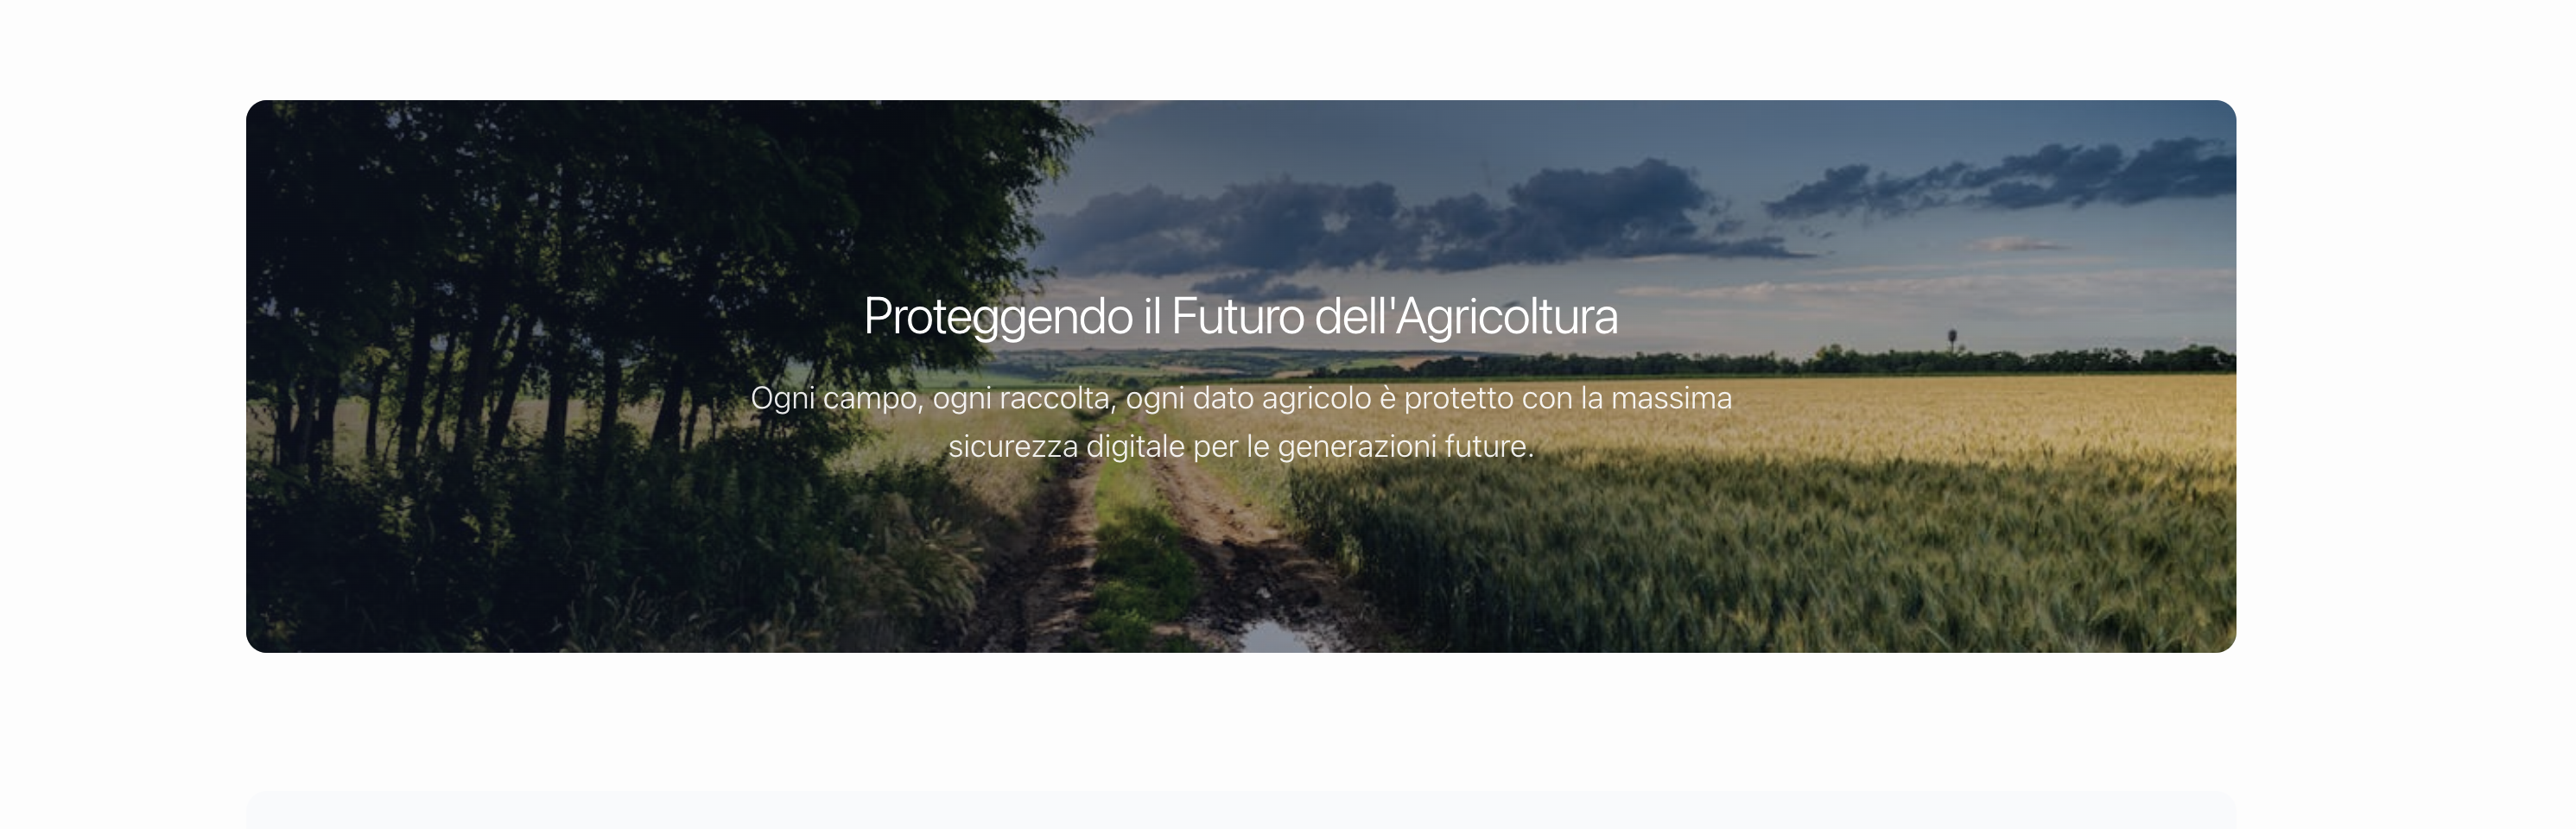 Proteggendo il Futuro dell'Agricoltura
Ogni campo, ogni raccolta, ogni dato agricolo è protetto con la massima
sicurezza digitale per le generazioni future.